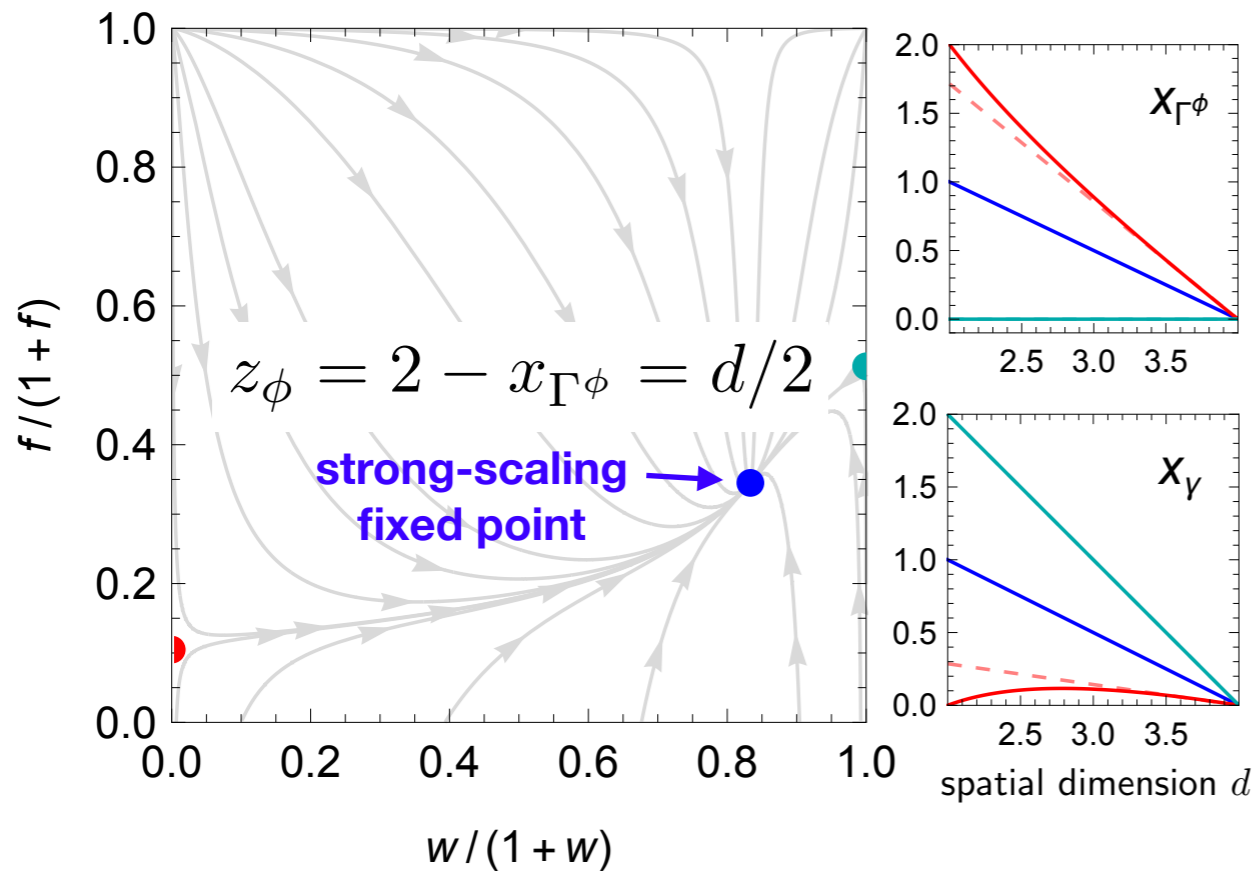 1.0
0.8
0.6
0.4
0.2
0.0
f/(1+f)
0.0 0.2 0.4 0.6 0.8 1.0
w/(1+w)
z_ϕ = 2 − x_{Γ^ϕ} = d/2
strong-scaling
fixed point
2.0
1.5
1.0
0.5
0.0
x_{Γ^ϕ}
2.5 3.0 3.5
2.0
1.5
1.0
0.5
0.0
x_γ
2.5 3.0 3.5
spatial dimension d